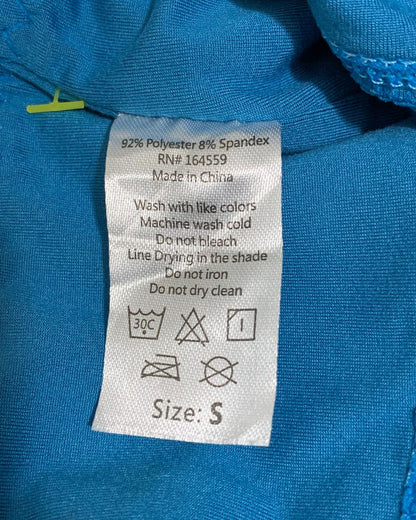 92% Polyester 8% Spandex
RN# 164559
Made in China
Wash with like colors
Machine wash cold
Do not bleach
Line Drying in the shade
Do not iron
Do not dry clean
30C
Size: S